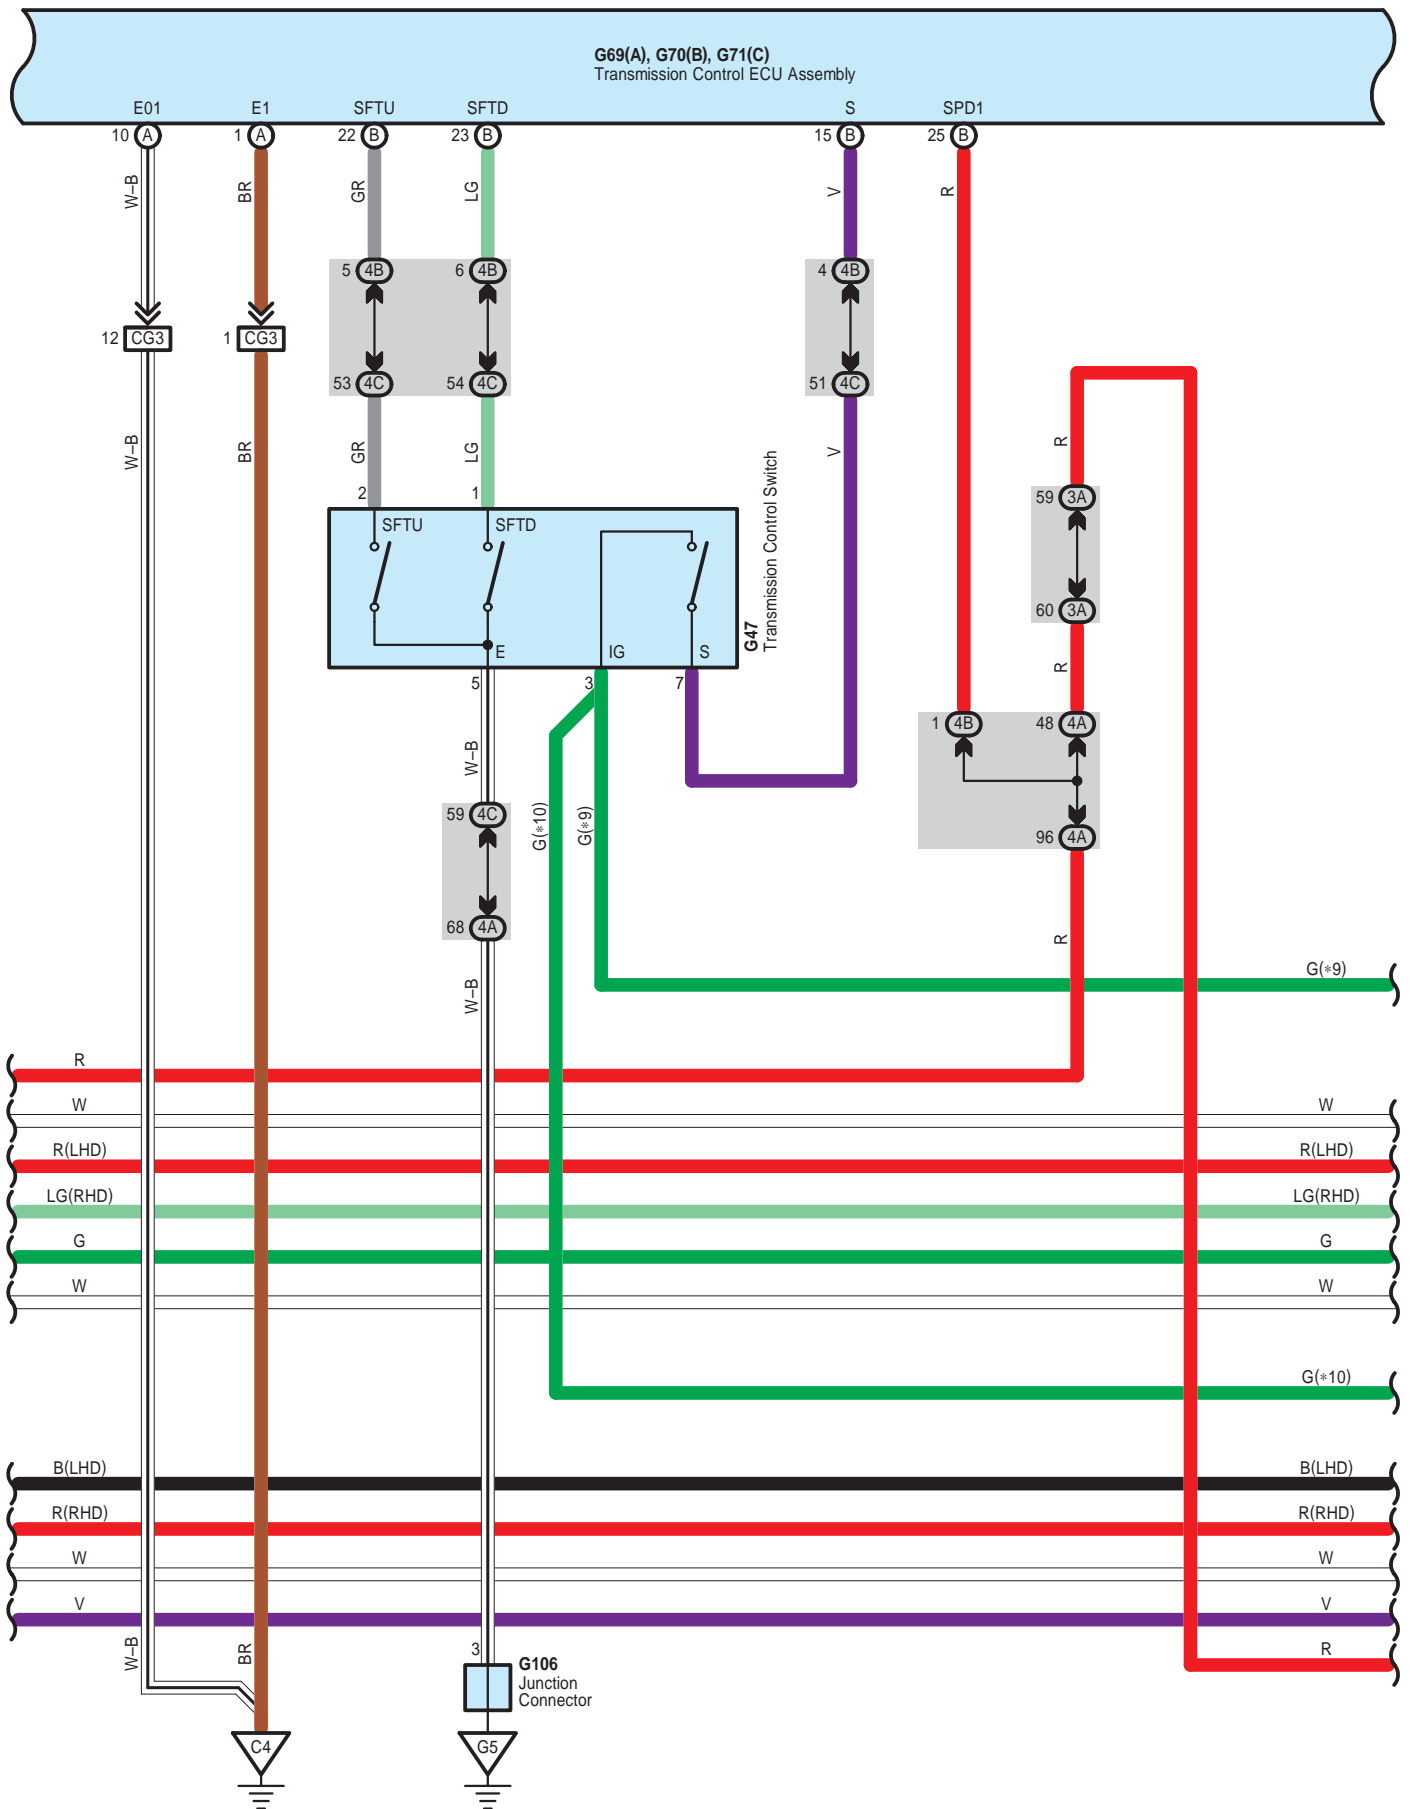 G69(A), G70(B), G71(C)
Transmission Control ECU Assembly
E01 E1 SFTU SFTD S SPD1
10 A 1 A 22 B 23 B 15 B 25 B
W–B BR GR LG V R
5 4B 6 4B 4 4B
12 CG3 1 CG3
53 4C 54 4C 51 4C
W–B BR GR LG V R
2 1
59 3A
SFTU SFTD
60 3A
E IG S
G47
Transmission Control Switch
5 3 7
R
1 4B 48 4A
W–B
59 4C
G(*10) G(*9)
96 4A
68 4A
R
G(*9)
W–B
R
W W
R(LHD) R(LHD)
LG(RHD) LG(RHD)
G G
W W
G(*10)
B(LHD) B(LHD)
R(RHD) R(RHD)
W W
V V
W–B BR 3 R
G106
Junction
Connector
C4 G5